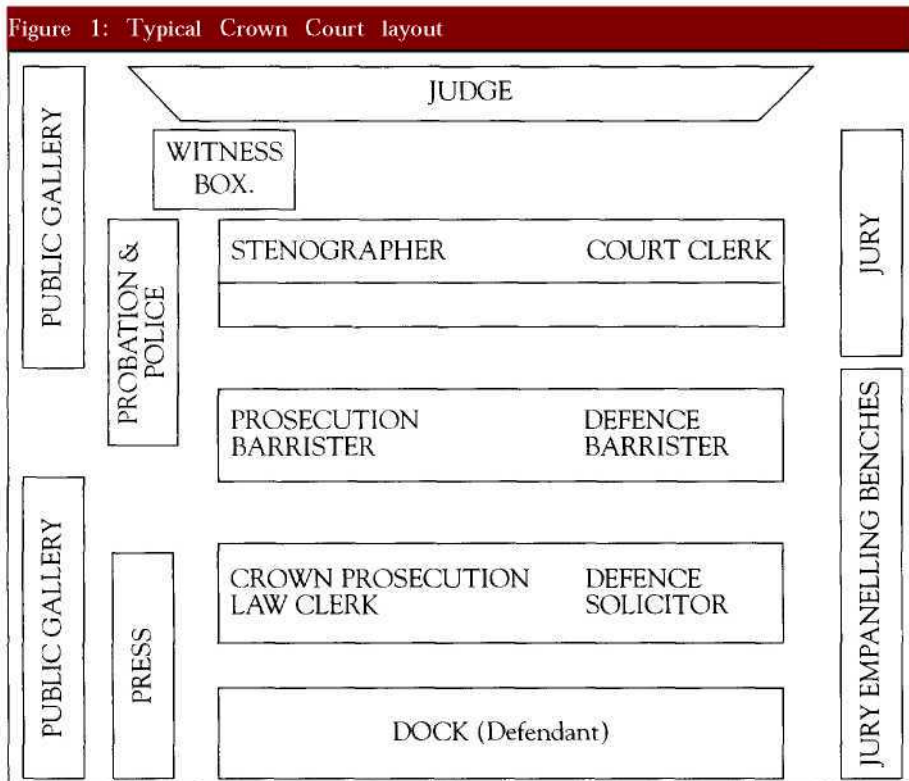 Figure 1: Typical Crown Court layout
PUBLIC GALLERY
JUDGE
WITNESS
BOX.
PROBATION &
POLICE
STENOGRAPHER COURT CLERK
JURY
PROSECUTION DEFENCE
BARRISTER BARRISTER
PUBLIC GALLERY
PRESS
CROWN PROSECUTION DEFENCE
LAW CLERK SOLICITOR
JURY EMPANELLING BENCHES
DOCK (Defendant)